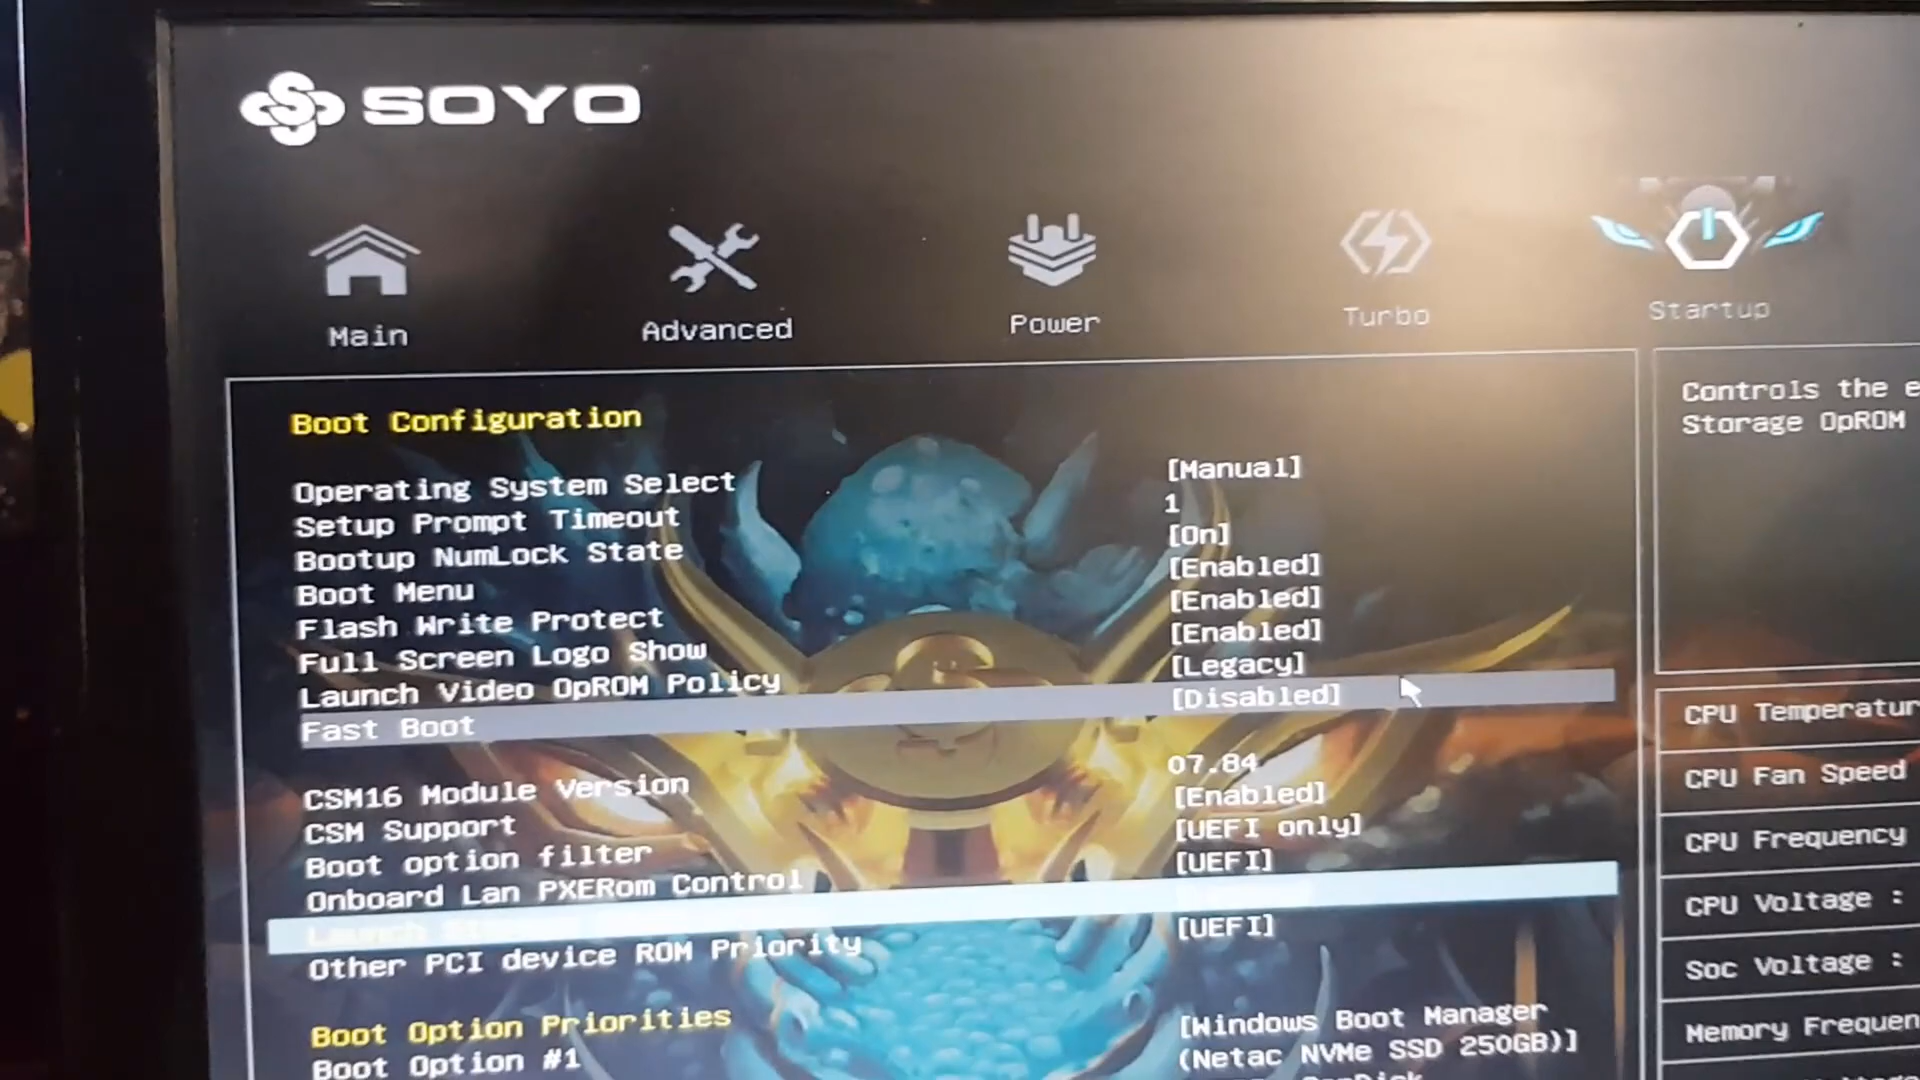 SOYO
Main
Advanced
Power
Turbo
Startup
Boot Configuration
Operating System Select [Manual]
Setup Prompt Timeout 1
Bootup NumLock State [On]
Boot Menu [Enabled]
Flash Write Protect [Enabled]
Full Screen Logo Show [Enabled]
Launch Video OpROM Policy [Legacy]
Fast Boot [Disabled]
CSM16 Module Version 07.84
CSM Support [Enabled]
Boot option filter [UEFI only]
Onboard Lan PXERom Control [UEFI]
Launch
Other PCI device ROM Priority [UEFI]
Boot Option Priorities
Boot Option #1 [Windows Boot Manager
(Netac NVMe SSD 250GB)]
Controls the e
Storage OpROM
CPU Temperatur
CPU Fan Speed
CPU Frequency
CPU Voltage :
Soc Voltage :
Memory Frequen